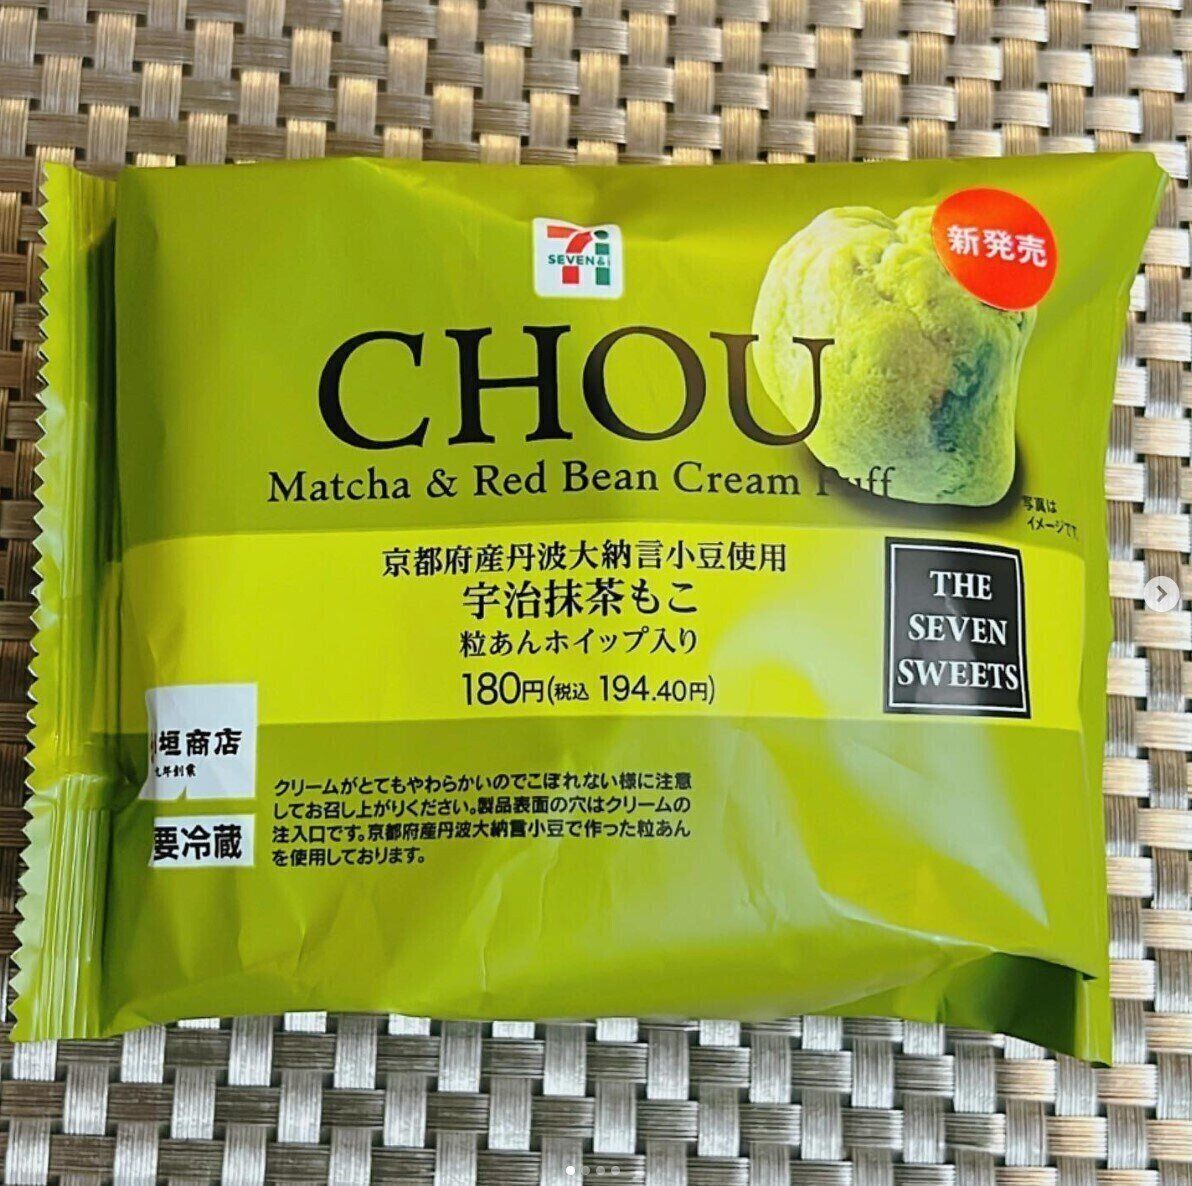 SEVEN&i
新発売
CHOU
Matcha & Red Bean Cream Puff
写真は
イメージです。
京都府産丹波大納言小豆使用
宇治抹茶もこ
粒あんホイップ入り
180円(税込 194.40円)
THE
SEVEN
SWEETS
垣商店
九年創業
要冷蔵
クリームがとてもやわらかいのでこぼれない様に注意
してお召し上がりください。製品表面の穴はクリームの
注入口です。京都府産丹波大納言小豆で作った粒あん
を使用しております。